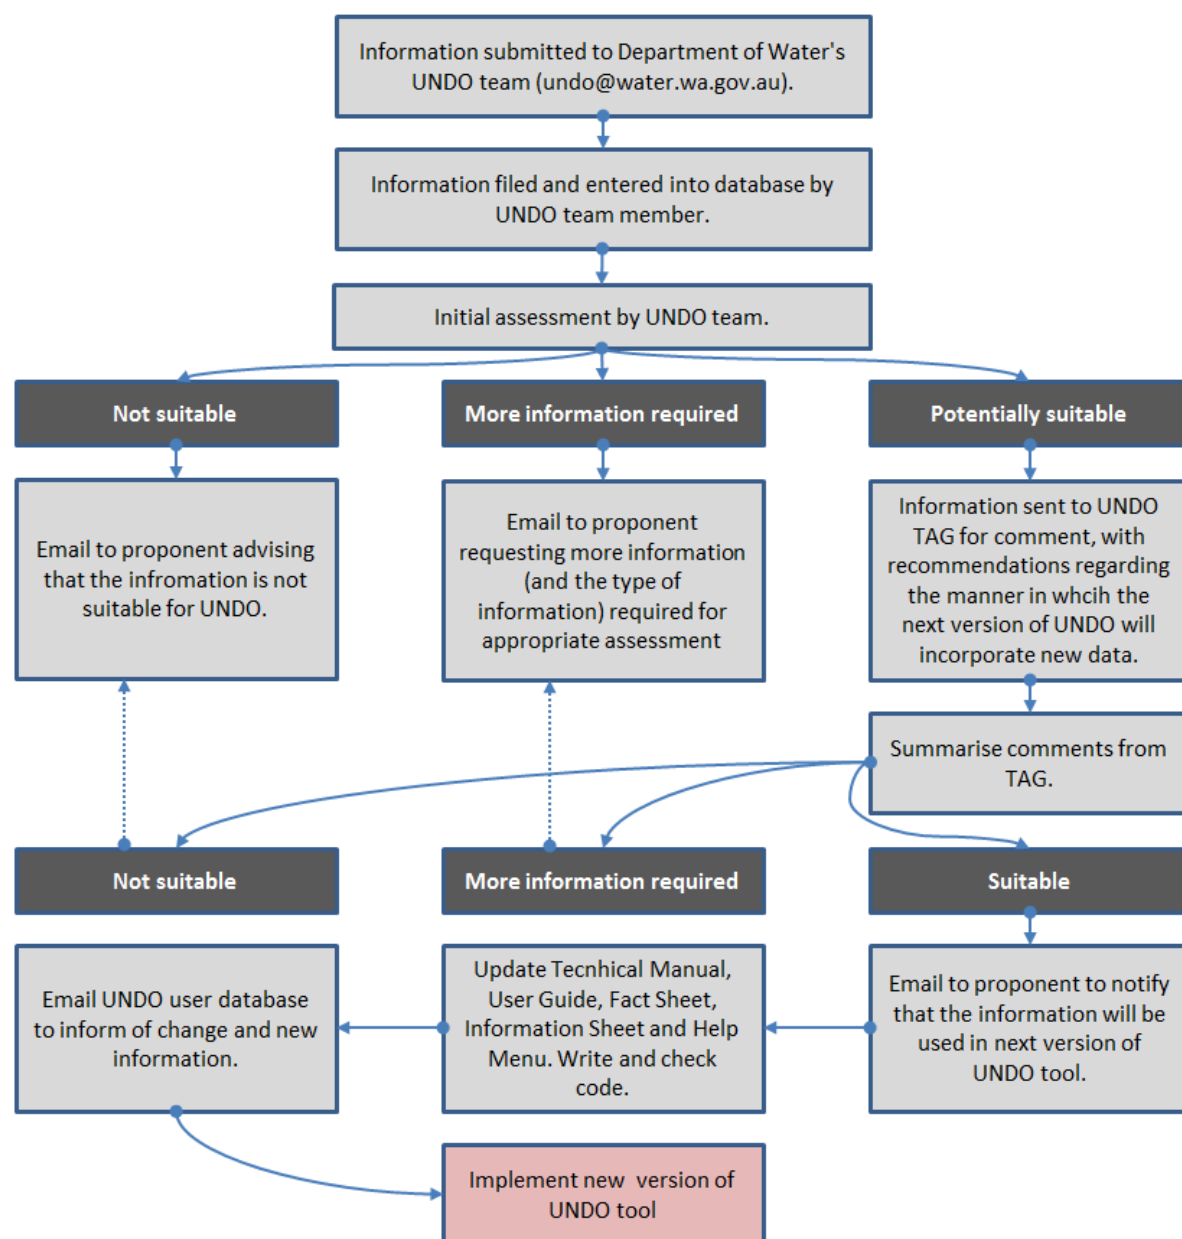 Information submitted to Department of Water's
UNDO team (undo@water.wa.gov.au).
Information filed and entered into database by
UNDO team member.
Initial assessment by UNDO team.
Not suitable
More information required
Potentially suitable
Email to proponent advising
that the infromation is not
suitable for UNDO.
Email to proponent
requesting more information
(and the type of
information) required for
appropriate assessment
Information sent to UNDO
TAG for comment, with
recommendations regarding
the manner in whcih the
next version of UNDO will
incorporate new data.
Summarise comments from
TAG.
Not suitable
More information required
Suitable
Email UNDO user database
to inform of change and new
information.
Update Tecnhical Manual,
User Guide, Fact Sheet,
Information Sheet and Help
Menu. Write and check
code.
Email to proponent to notify
that the information will be
used in next version of
UNDO tool.
Implement new  version of
UNDO tool